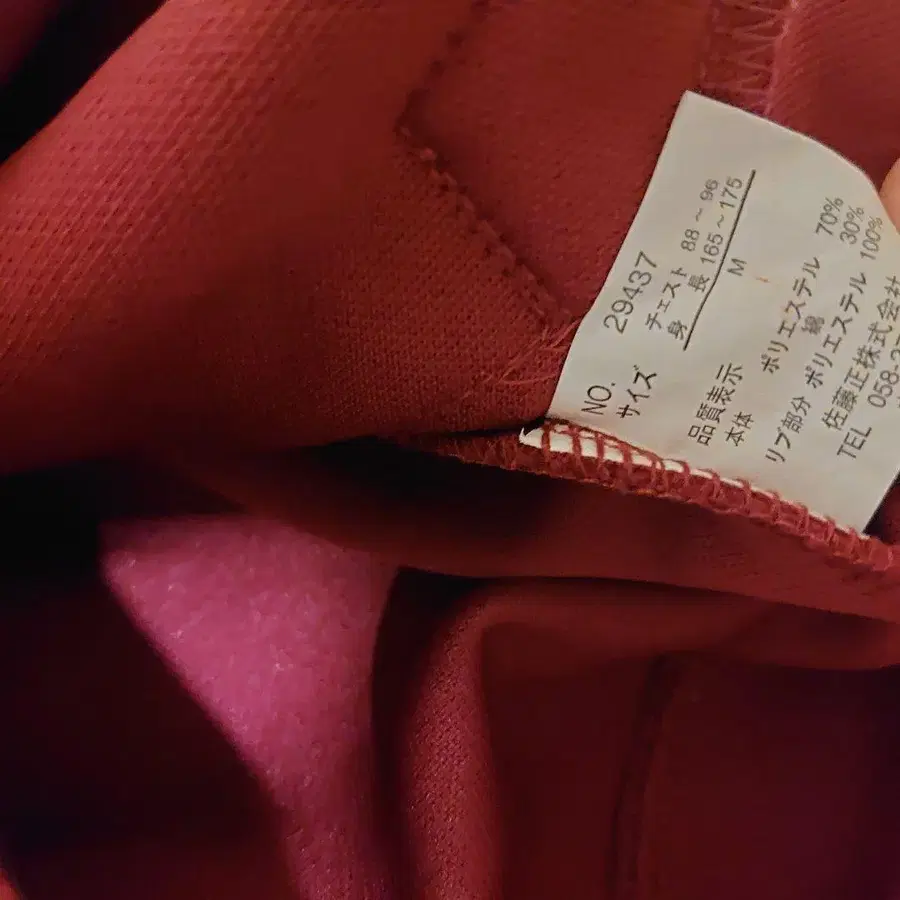 NO. 29437
サイズ チェスト 88～96
身長 165～175
M
品質表示
本体 ポリエステル 70%
綿 30%
リブ部分 ポリエステル 100%
佐藤正株式会社
TEL 058-